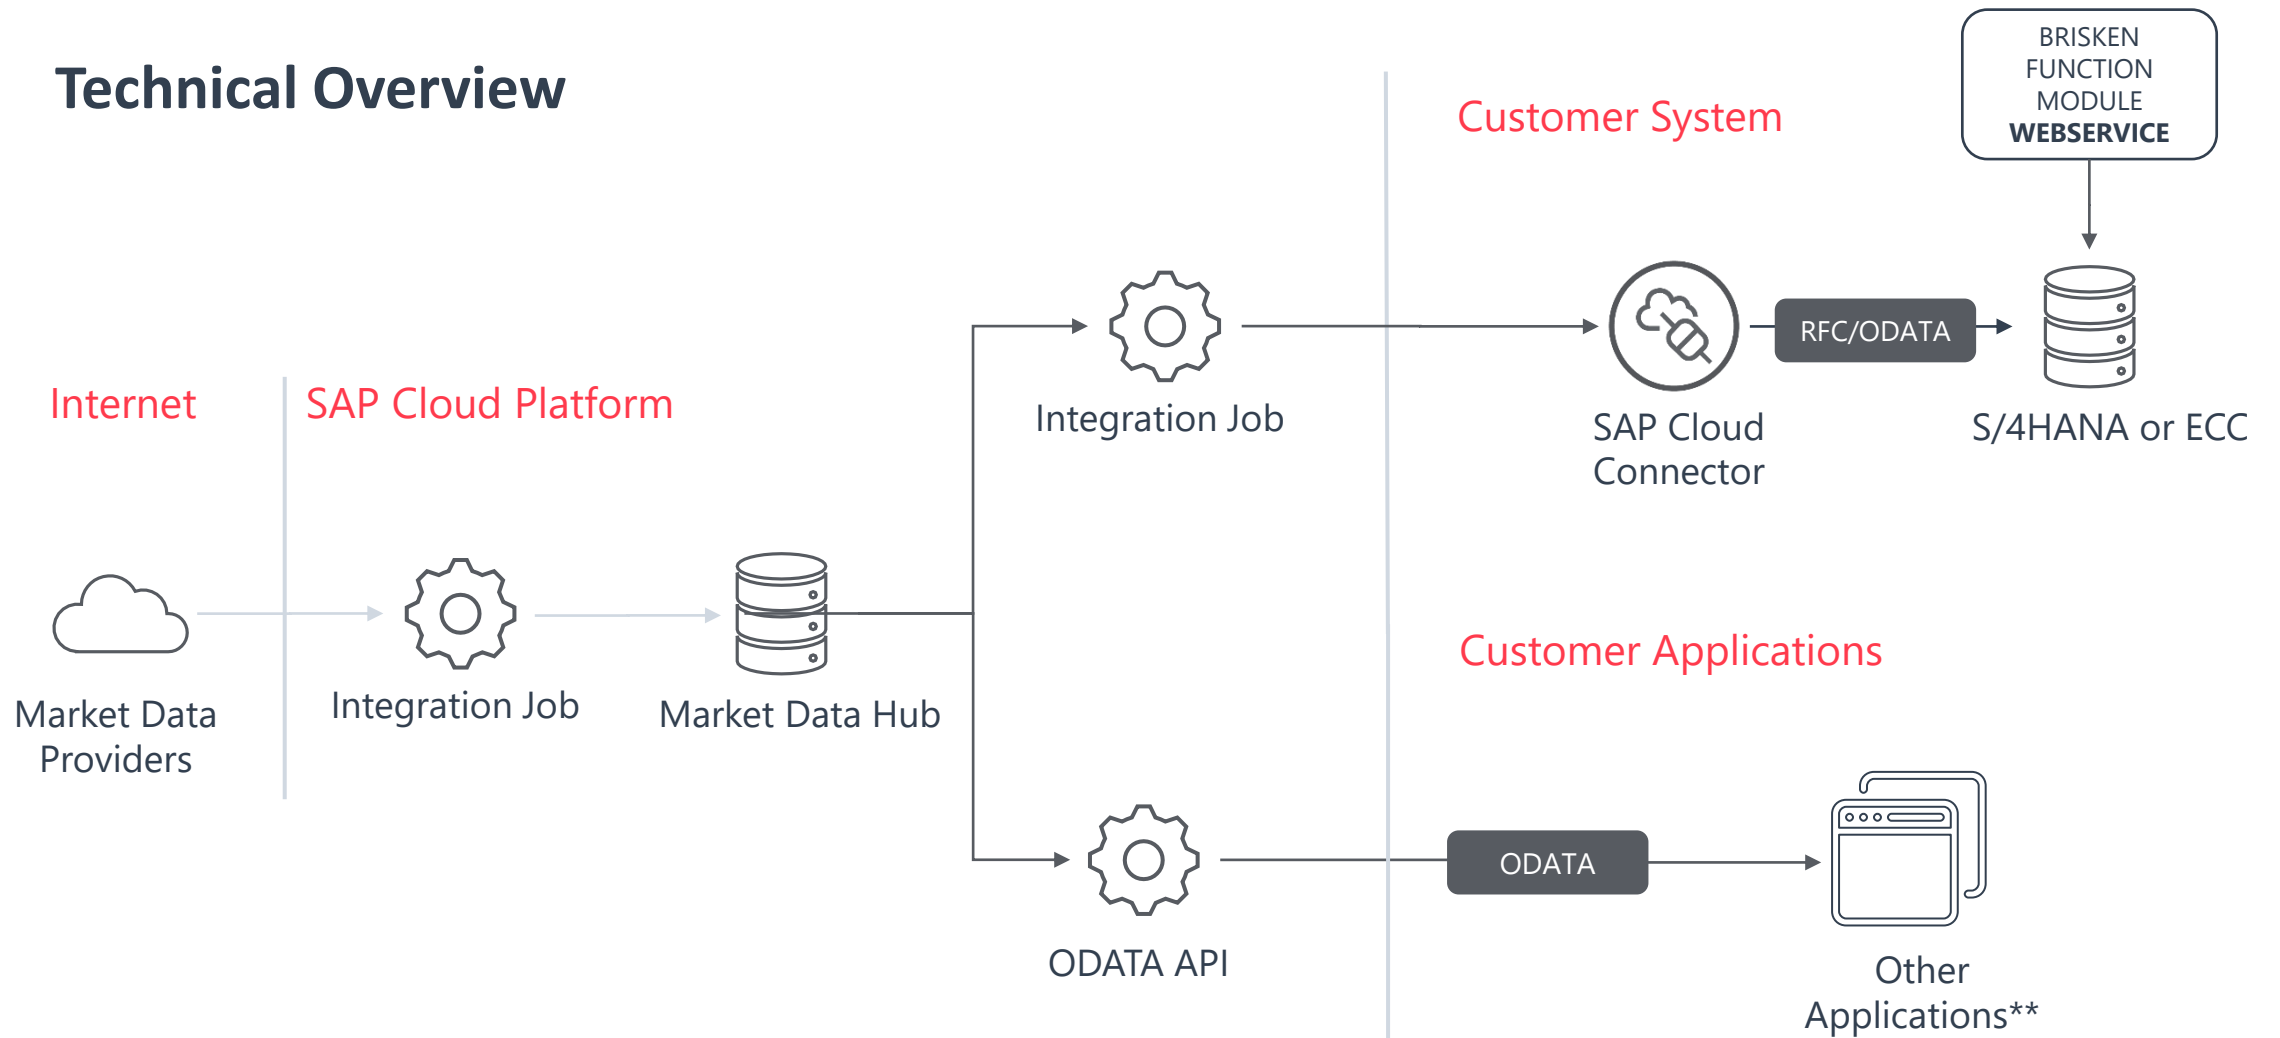 Technical Overview
BRISKEN
FUNCTION
MODULE
WEBSERVICE
Customer System
RFC/ODATA
Integration Job
SAP Cloud
Connector
S/4HANA or ECC
Internet
SAP Cloud Platform
Market Data
Providers
Integration Job
Market Data Hub
Customer Applications
ODATA
ODATA API
Other
Applications**